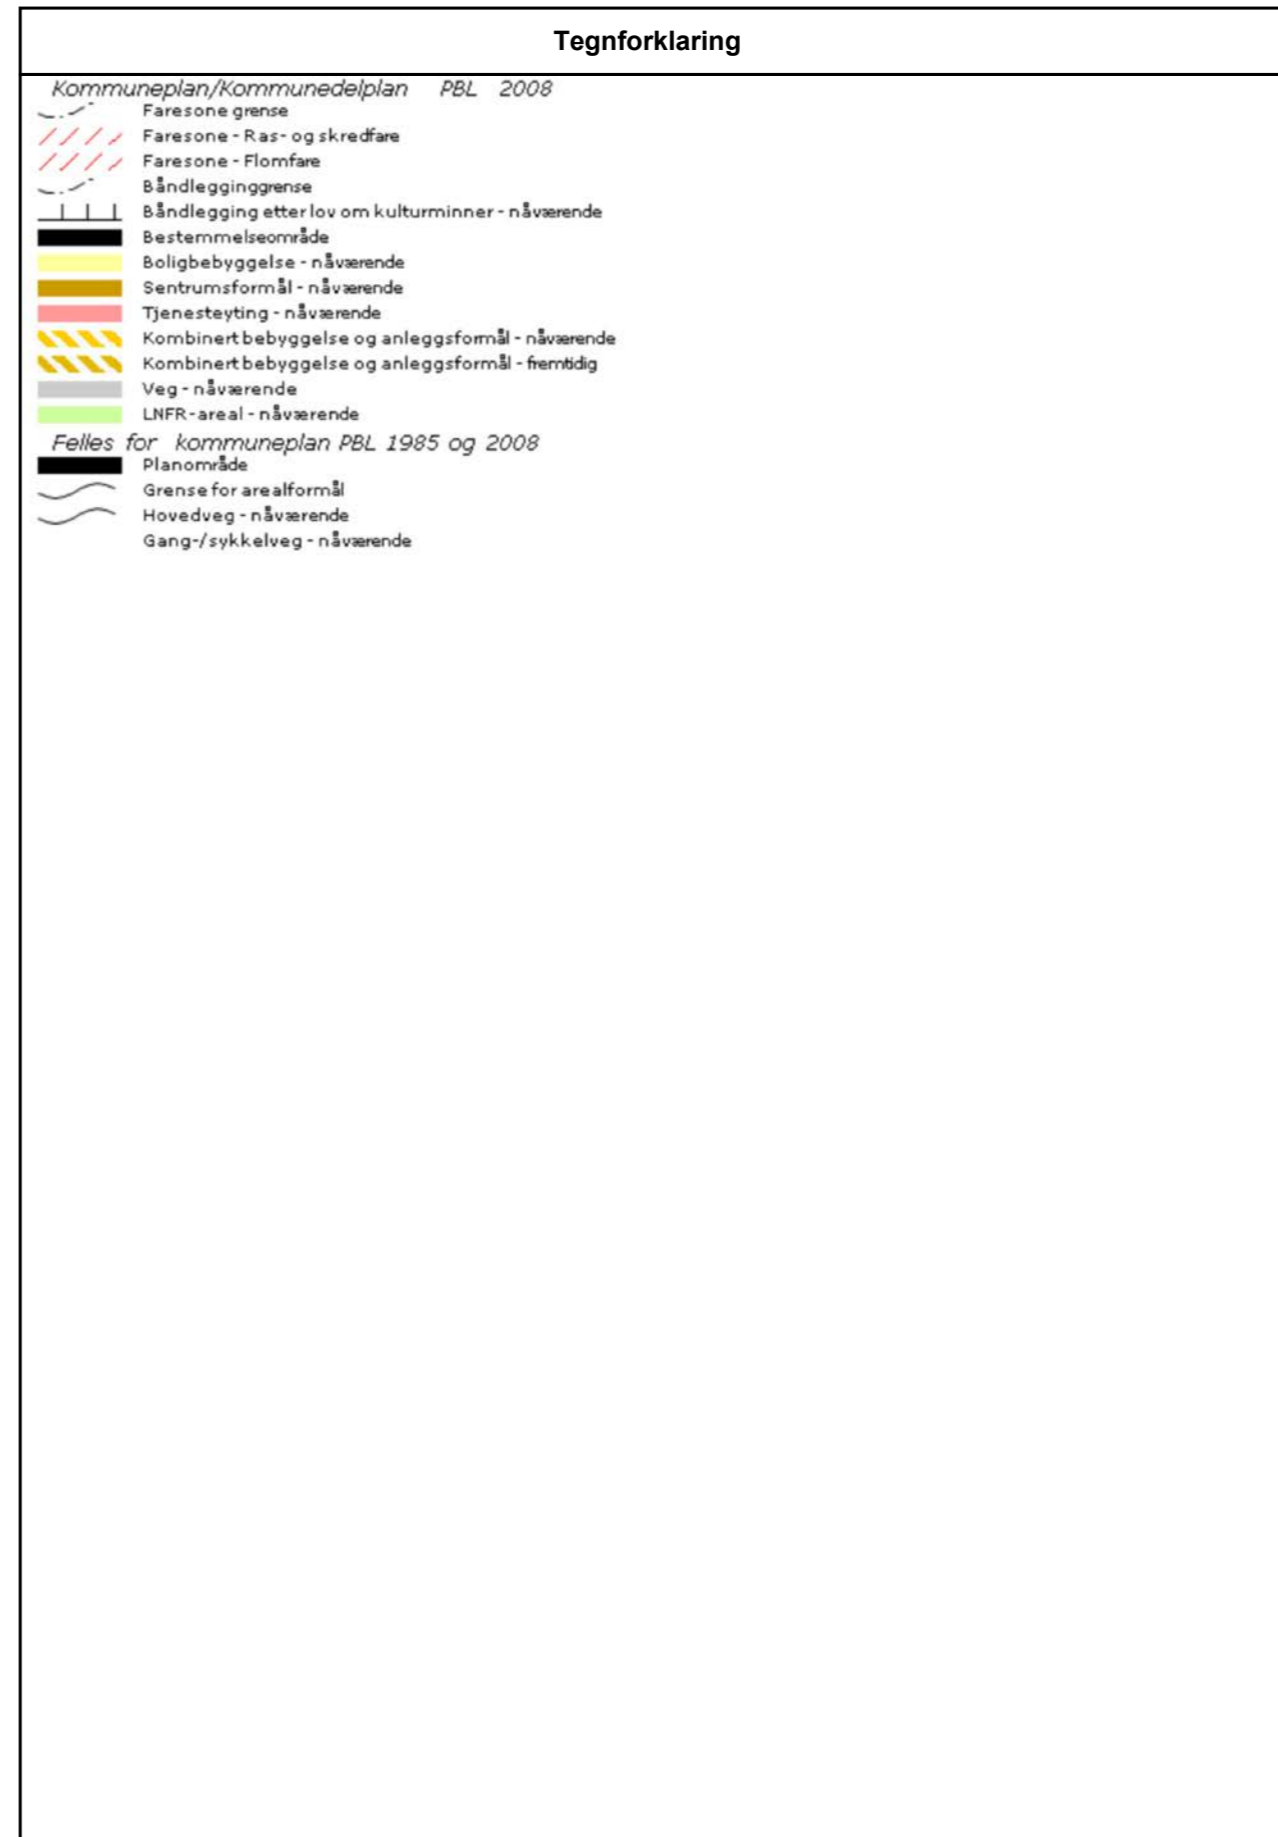 Tegnforklaring
Kommuneplan/Kommunedelplan PBL 2008
Faresone grense
Faresone - Ras- og skredfare
Faresone - Flomfare
Båndlegginggrense
Båndlegging etter lov om kulturminner - nåværende
Bestemmelseområde
Boligbebyggelse - nåværende
Sentrumsformål - nåværende
Tjenesteyting - nåværende
Kombinert bebyggelse og anleggsformål - nåværende
Kombinert bebyggelse og anleggsformål - fremtidig
Veg - nåværende
LNFR-areal - nåværende
Felles for kommuneplan PBL 1985 og 2008
Planområde
Grense for arealformål
Hovedveg - nåværende
Gang-/sykkelveg - nåværende